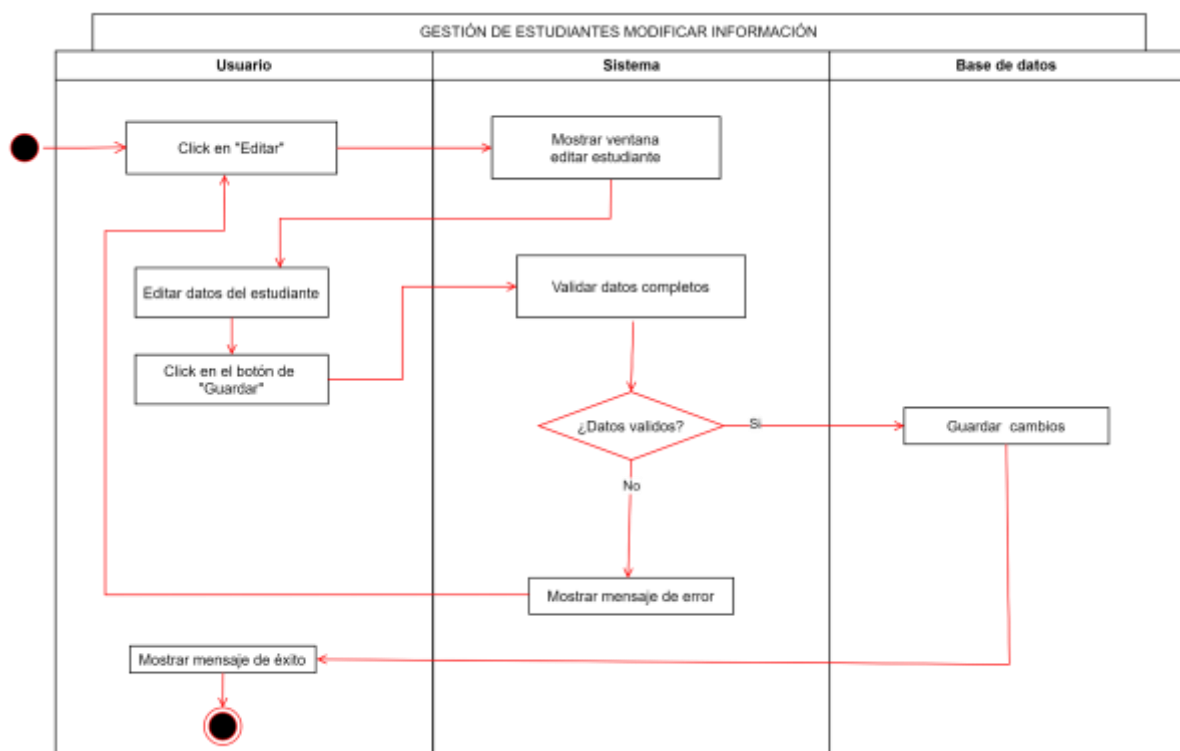 GESTIÓN DE ESTUDIANTES MODIFICAR INFORMACIÓN
Usuario
Sistema
Base de datos
Click en "Editar"
Mostrar ventana
editar estudiante
Editar datos del estudiante
Validar datos completos
Click en el botón de
"Guardar"
¿Datos validos?
Si
Guardar cambios
No
Mostrar mensaje de error
Mostrar mensaje de éxito